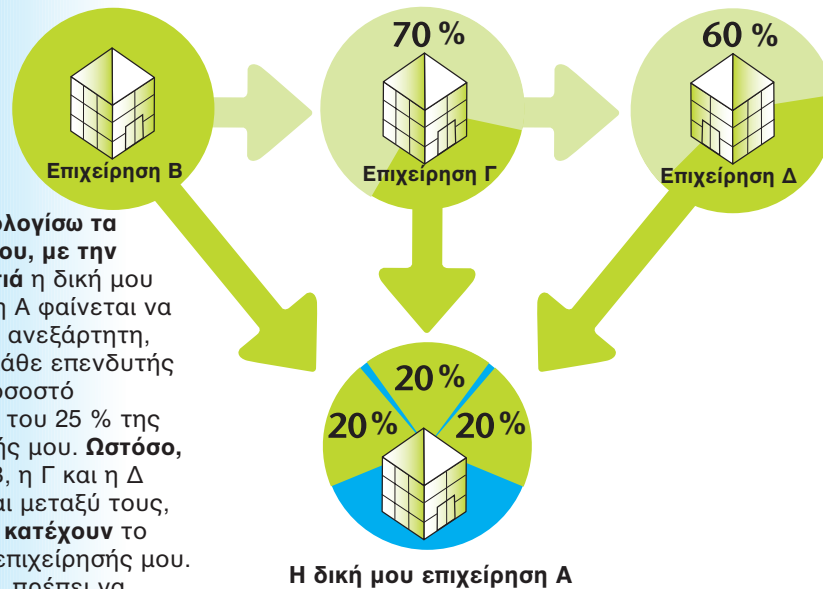 70 %
60 %
Επιχείρηση Β
Επιχείρηση Γ
Επιχείρηση Δ
λογίσω τα
ου, με την
τιά η δική μου
η Α φαίνεται να
ανεξάρτητη,
άθε επενδυτής
οσοστό
του 25 % της
ής μου. Ωστόσο,
, η Γ και η Δ
αι μεταξύ τους,
κατέχουν το
επιχείρησής μου.
πρέπει να
20 %
20 %
20 %
Η δική μου επιχείρηση Α